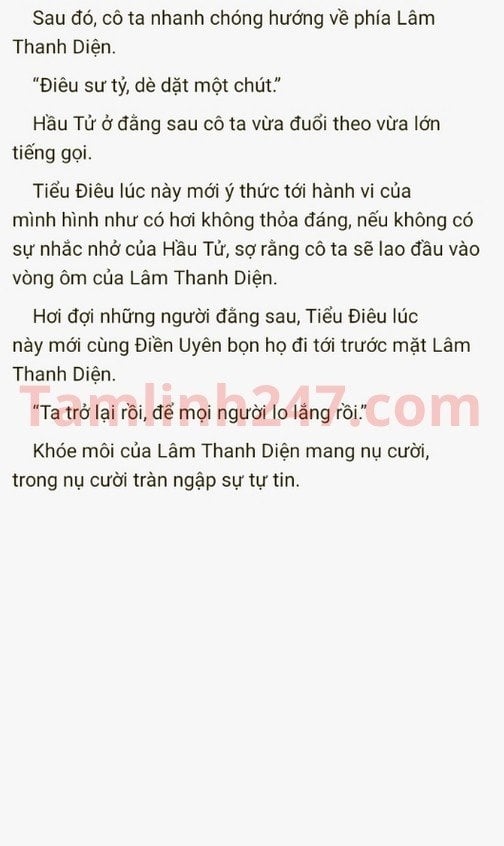 Sau đó, cô ta nhanh chóng hướng về phía Lâm
Thanh Diện.
“Điêu sư tỷ, dè dặt một chút.”
Hầu Tử ở đằng sau cô ta vừa đuổi theo vừa lớn
tiếng gọi.
Tiểu Điêu lúc này mới ý thức tới hành vi của
mình hình như có hơi không thỏa đáng, nếu không có
sự nhắc nhở của Hầu Tử, sợ rằng cô ta sẽ lao đầu vào
vòng ôm của Lâm Thanh Diện.
Hơi đợi những người đằng sau, Tiểu Điêu lúc
này mới cùng Điền Uyên bọn họ đi tới trước mặt Lâm
Thanh Diện.
Tamlinh247.com
“Ta trở lại rồi, để mọi người lo lắng rồi.”
Khóe môi của Lâm Thanh Diện mang nụ cười,
trong nụ cười tràn ngập sự tự tin.